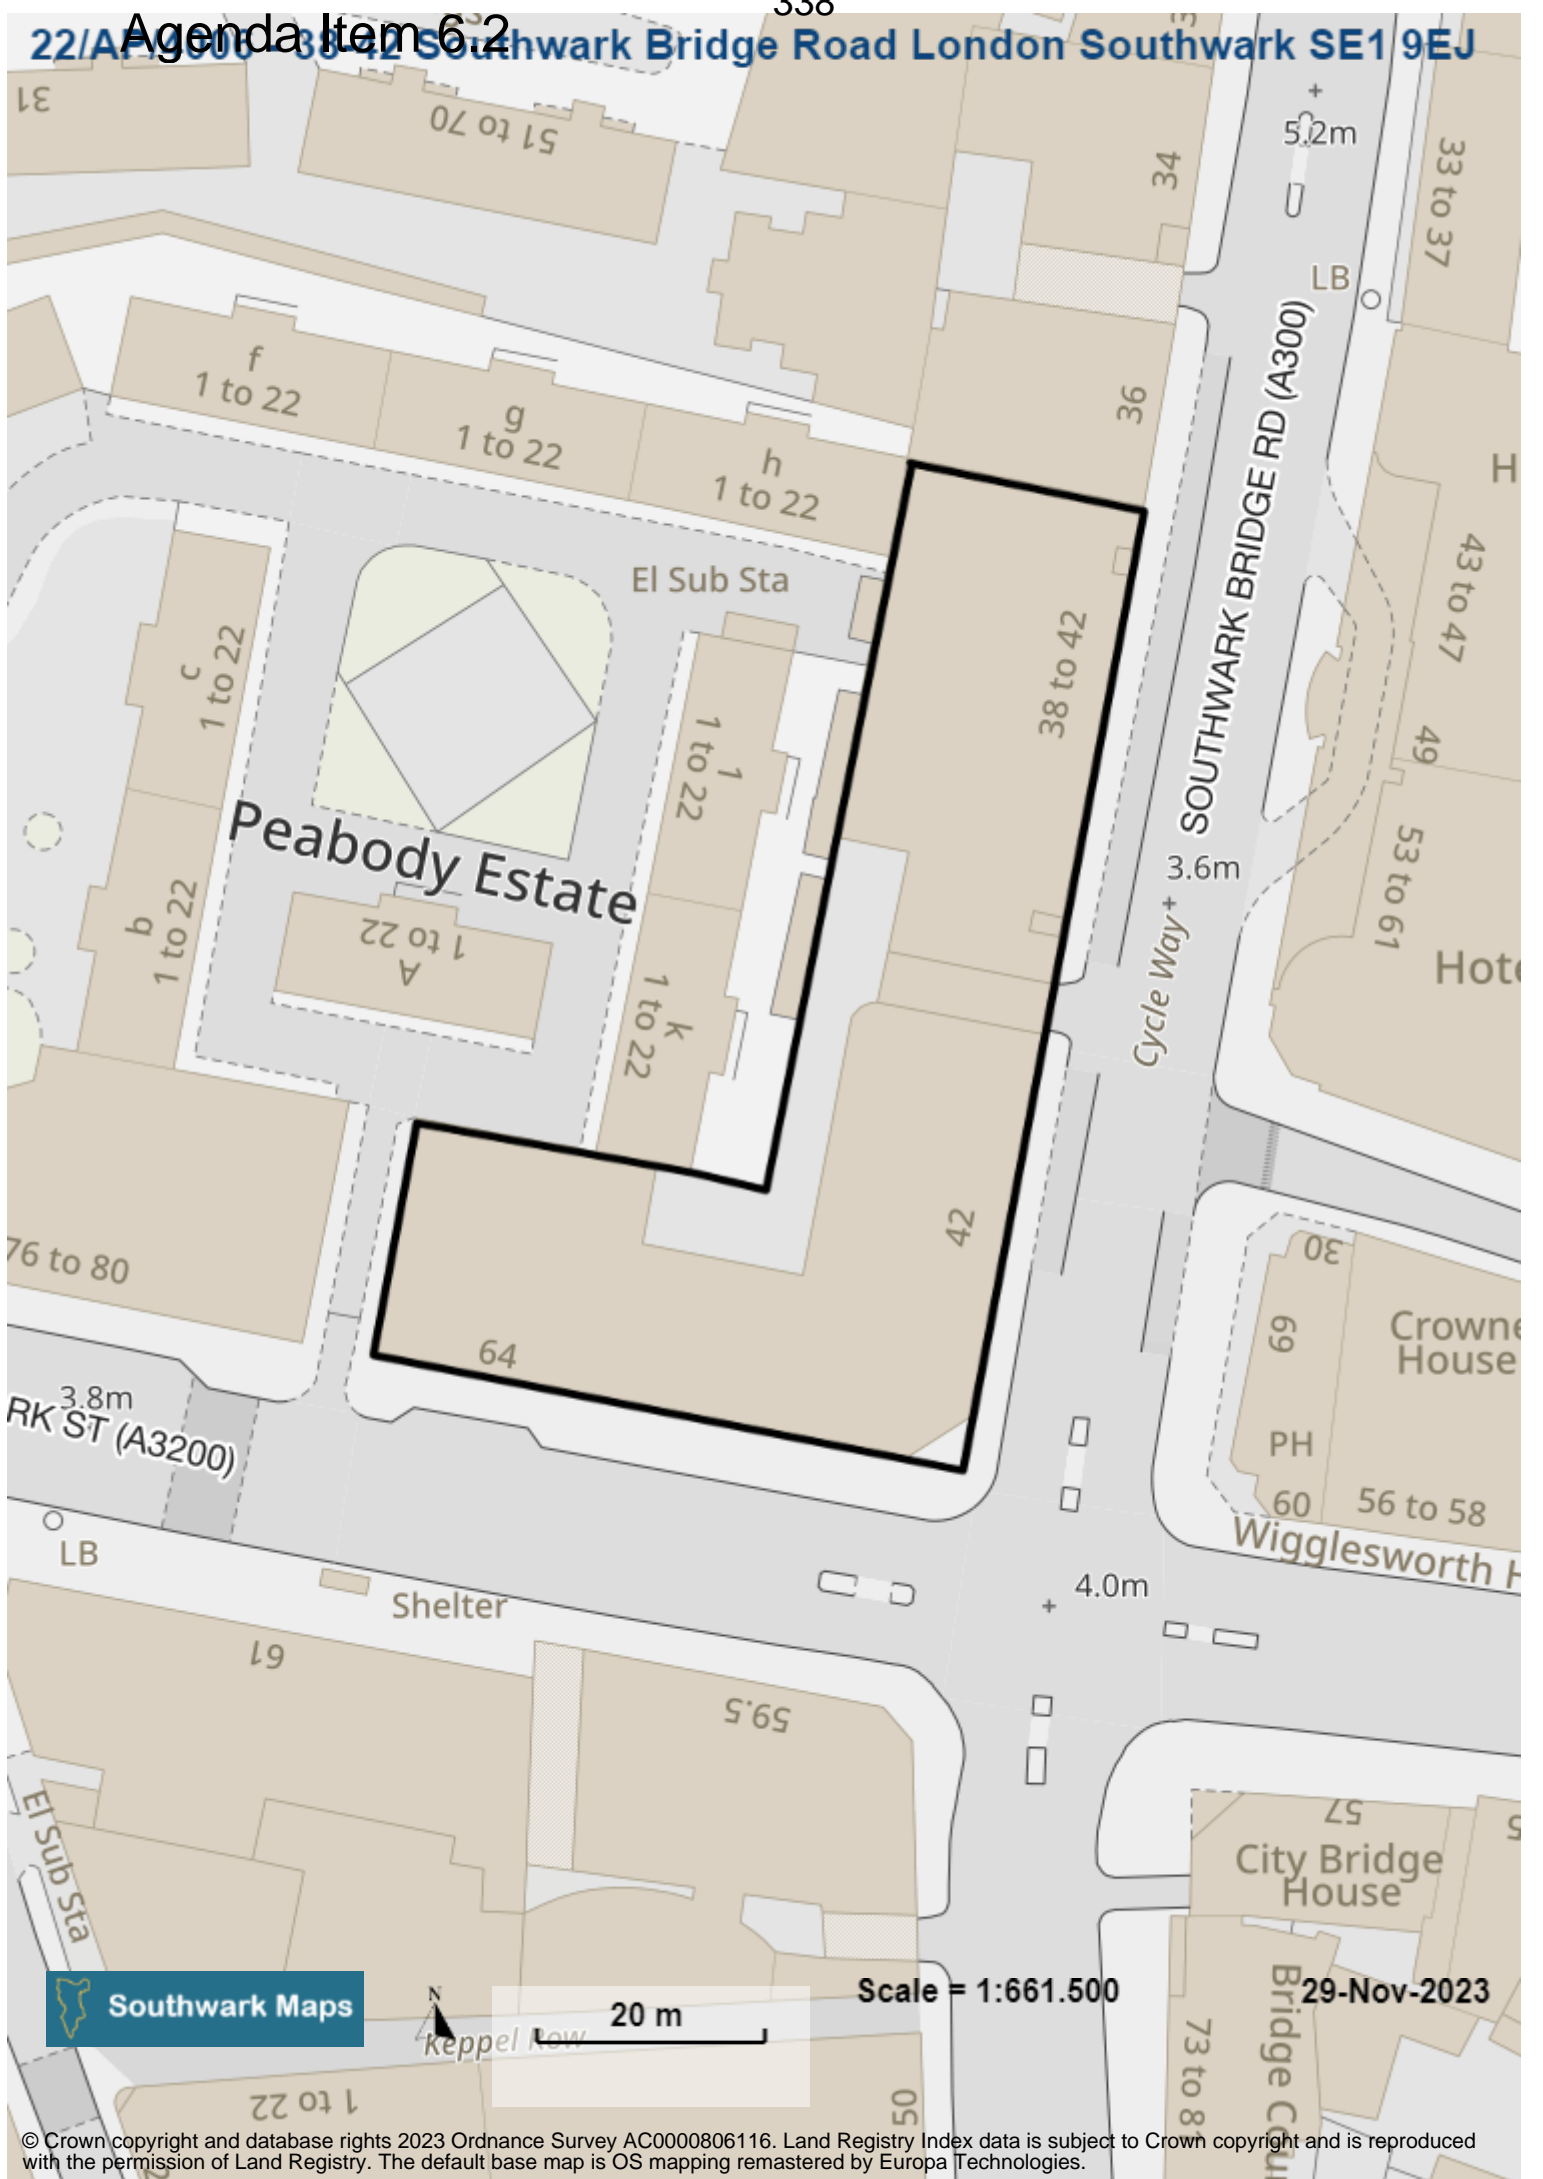 338
Agenda Item 6.2
22/AP/4006 - 38-42 Southwark Bridge Road London Southwark SE1 9EJ
31
51 to 70
34
5.2m
33 to 37
LB
SOUTHWARK BRIDGE RD (A300)
36
f
1 to 22
g
1 to 22
h
1 to 22
H
43 to 47
El Sub Sta
38 to 42
c
1 to 22
1
1 to 22
49
Peabody Estate
3.6m
53 to 61
b
1 to 22
A
1 to 22
Cycle Way
Hote
k
1 to 22
42
30
76 to 80
64
69
Crowne
House
3.8m
RK ST (A3200)
PH
60
56 to 58
Wigglesworth H
LB
4.0m
Shelter
61
59.5
57
El Sub Sta
City Bridge
House
Southwark Maps
N
20 m
Scale = 1:661.500
29-Nov-2023
Keppel Row
Bridge Cou
73 to 81
1 to 22
50
© Crown copyright and database rights 2023 Ordnance Survey AC0000806116. Land Registry Index data is subject to Crown copyright and is reproduced
with the permission of Land Registry. The default base map is OS mapping remastered by Europa Technologies.